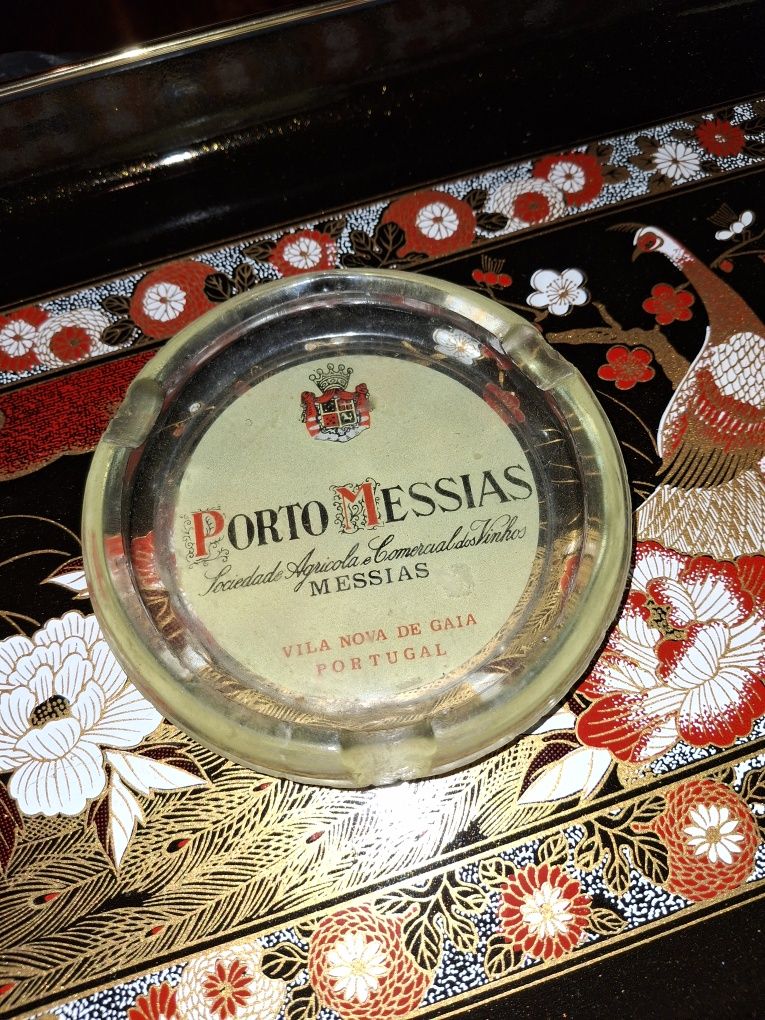 PORTO MESSIAS
Sociedade Agricola e Comercial dos Vinhos
MESSIAS
VILA NOVA DE GAIA
PORTUGAL